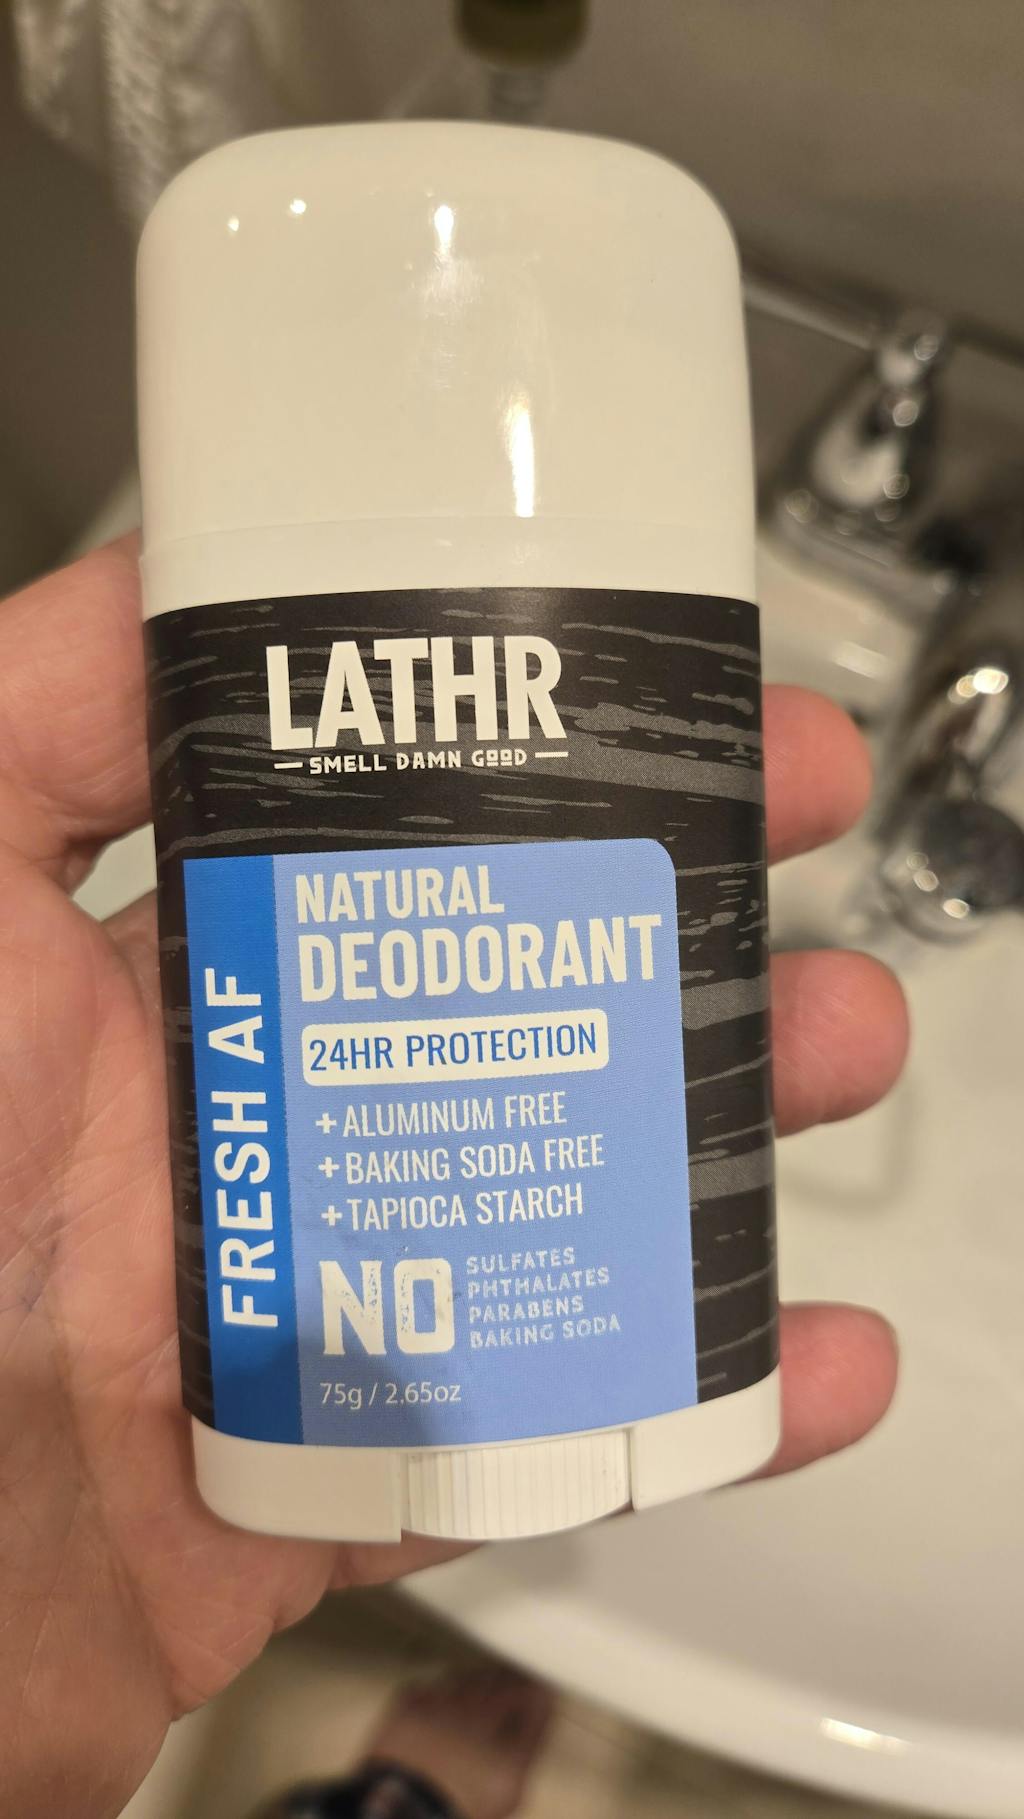 LATHR
SMELL DAMN GOOD
FRESH AF
NATURAL
DEODORANT
24HR PROTECTION
+ ALUMINUM FREE
+ BAKING SODA FREE
+ TAPIOCA STARCH
NO
SULFATES
PHTHALATES
PARABENS
BAKING SODA
75g / 2.65oz